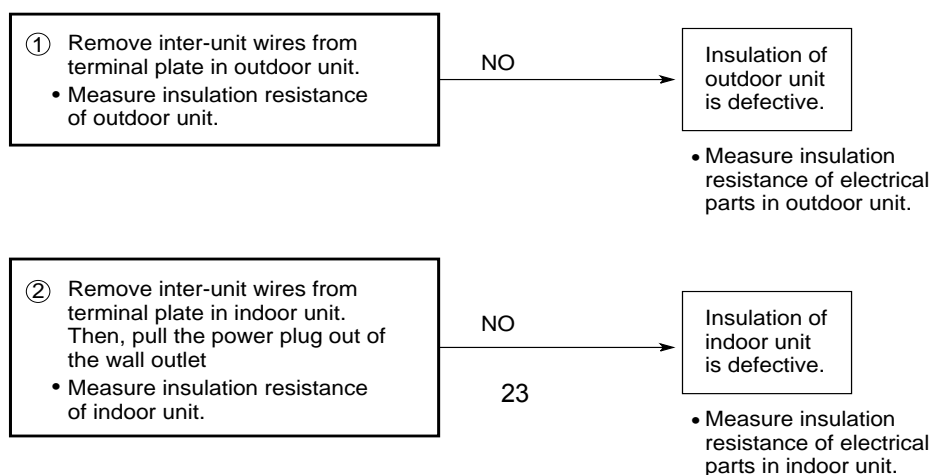 ① Remove inter-unit wires from
terminal plate in outdoor unit.
• Measure insulation resistance
of outdoor unit.
NO
Insulation of
outdoor unit
is defective.
• Measure insulation
resistance of electrical
parts in outdoor unit.
② Remove inter-unit wires from
terminal plate in indoor unit.
Then, pull the power plug out of
the wall outlet
• Measure insulation resistance
of indoor unit.
NO
23
Insulation of
indoor unit
is defective.
• Measure insulation
resistance of electrical
parts in indoor unit.